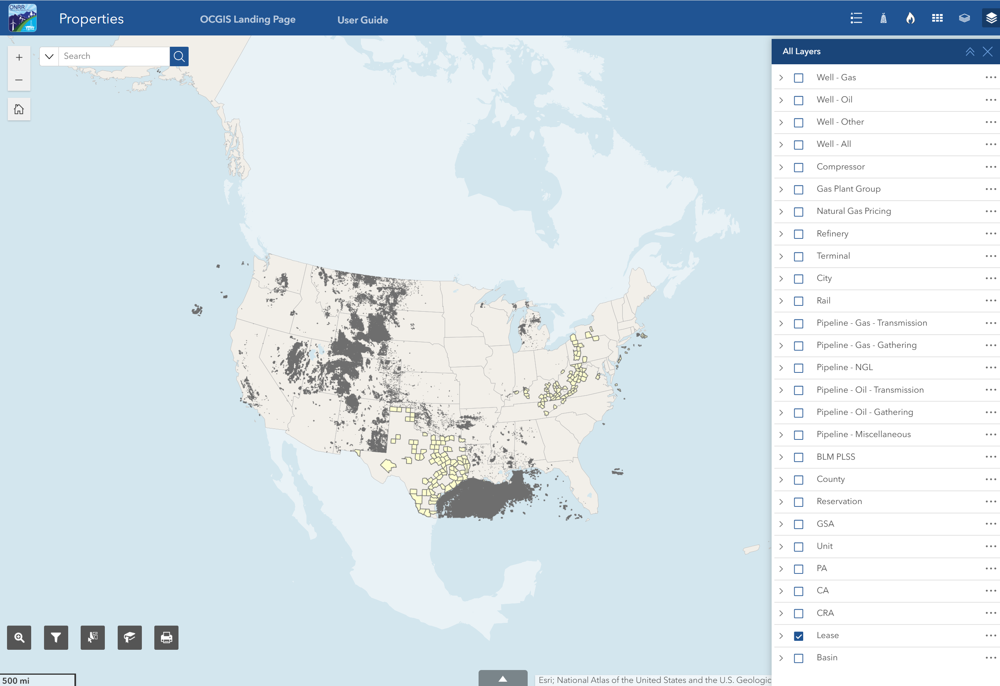 ONRR
Properties
OCGIS Landing Page
User Guide
Search
All Layers
Well - Gas
Well - Oil
Well - Other
Well - All
Compressor
Gas Plant Group
Natural Gas Pricing
Refinery
Terminal
City
Rail
Pipeline - Gas - Transmission
Pipeline - Gas - Gathering
Pipeline - NGL
Pipeline - Oil - Transmission
Pipeline - Oil - Gathering
Pipeline - Miscellaneous
BLM PLSS
County
Reservation
GSA
Unit
PA
CA
CRA
Lease
Basin
500 mi
Esri; National Atlas of the United States and the U.S. Geologic